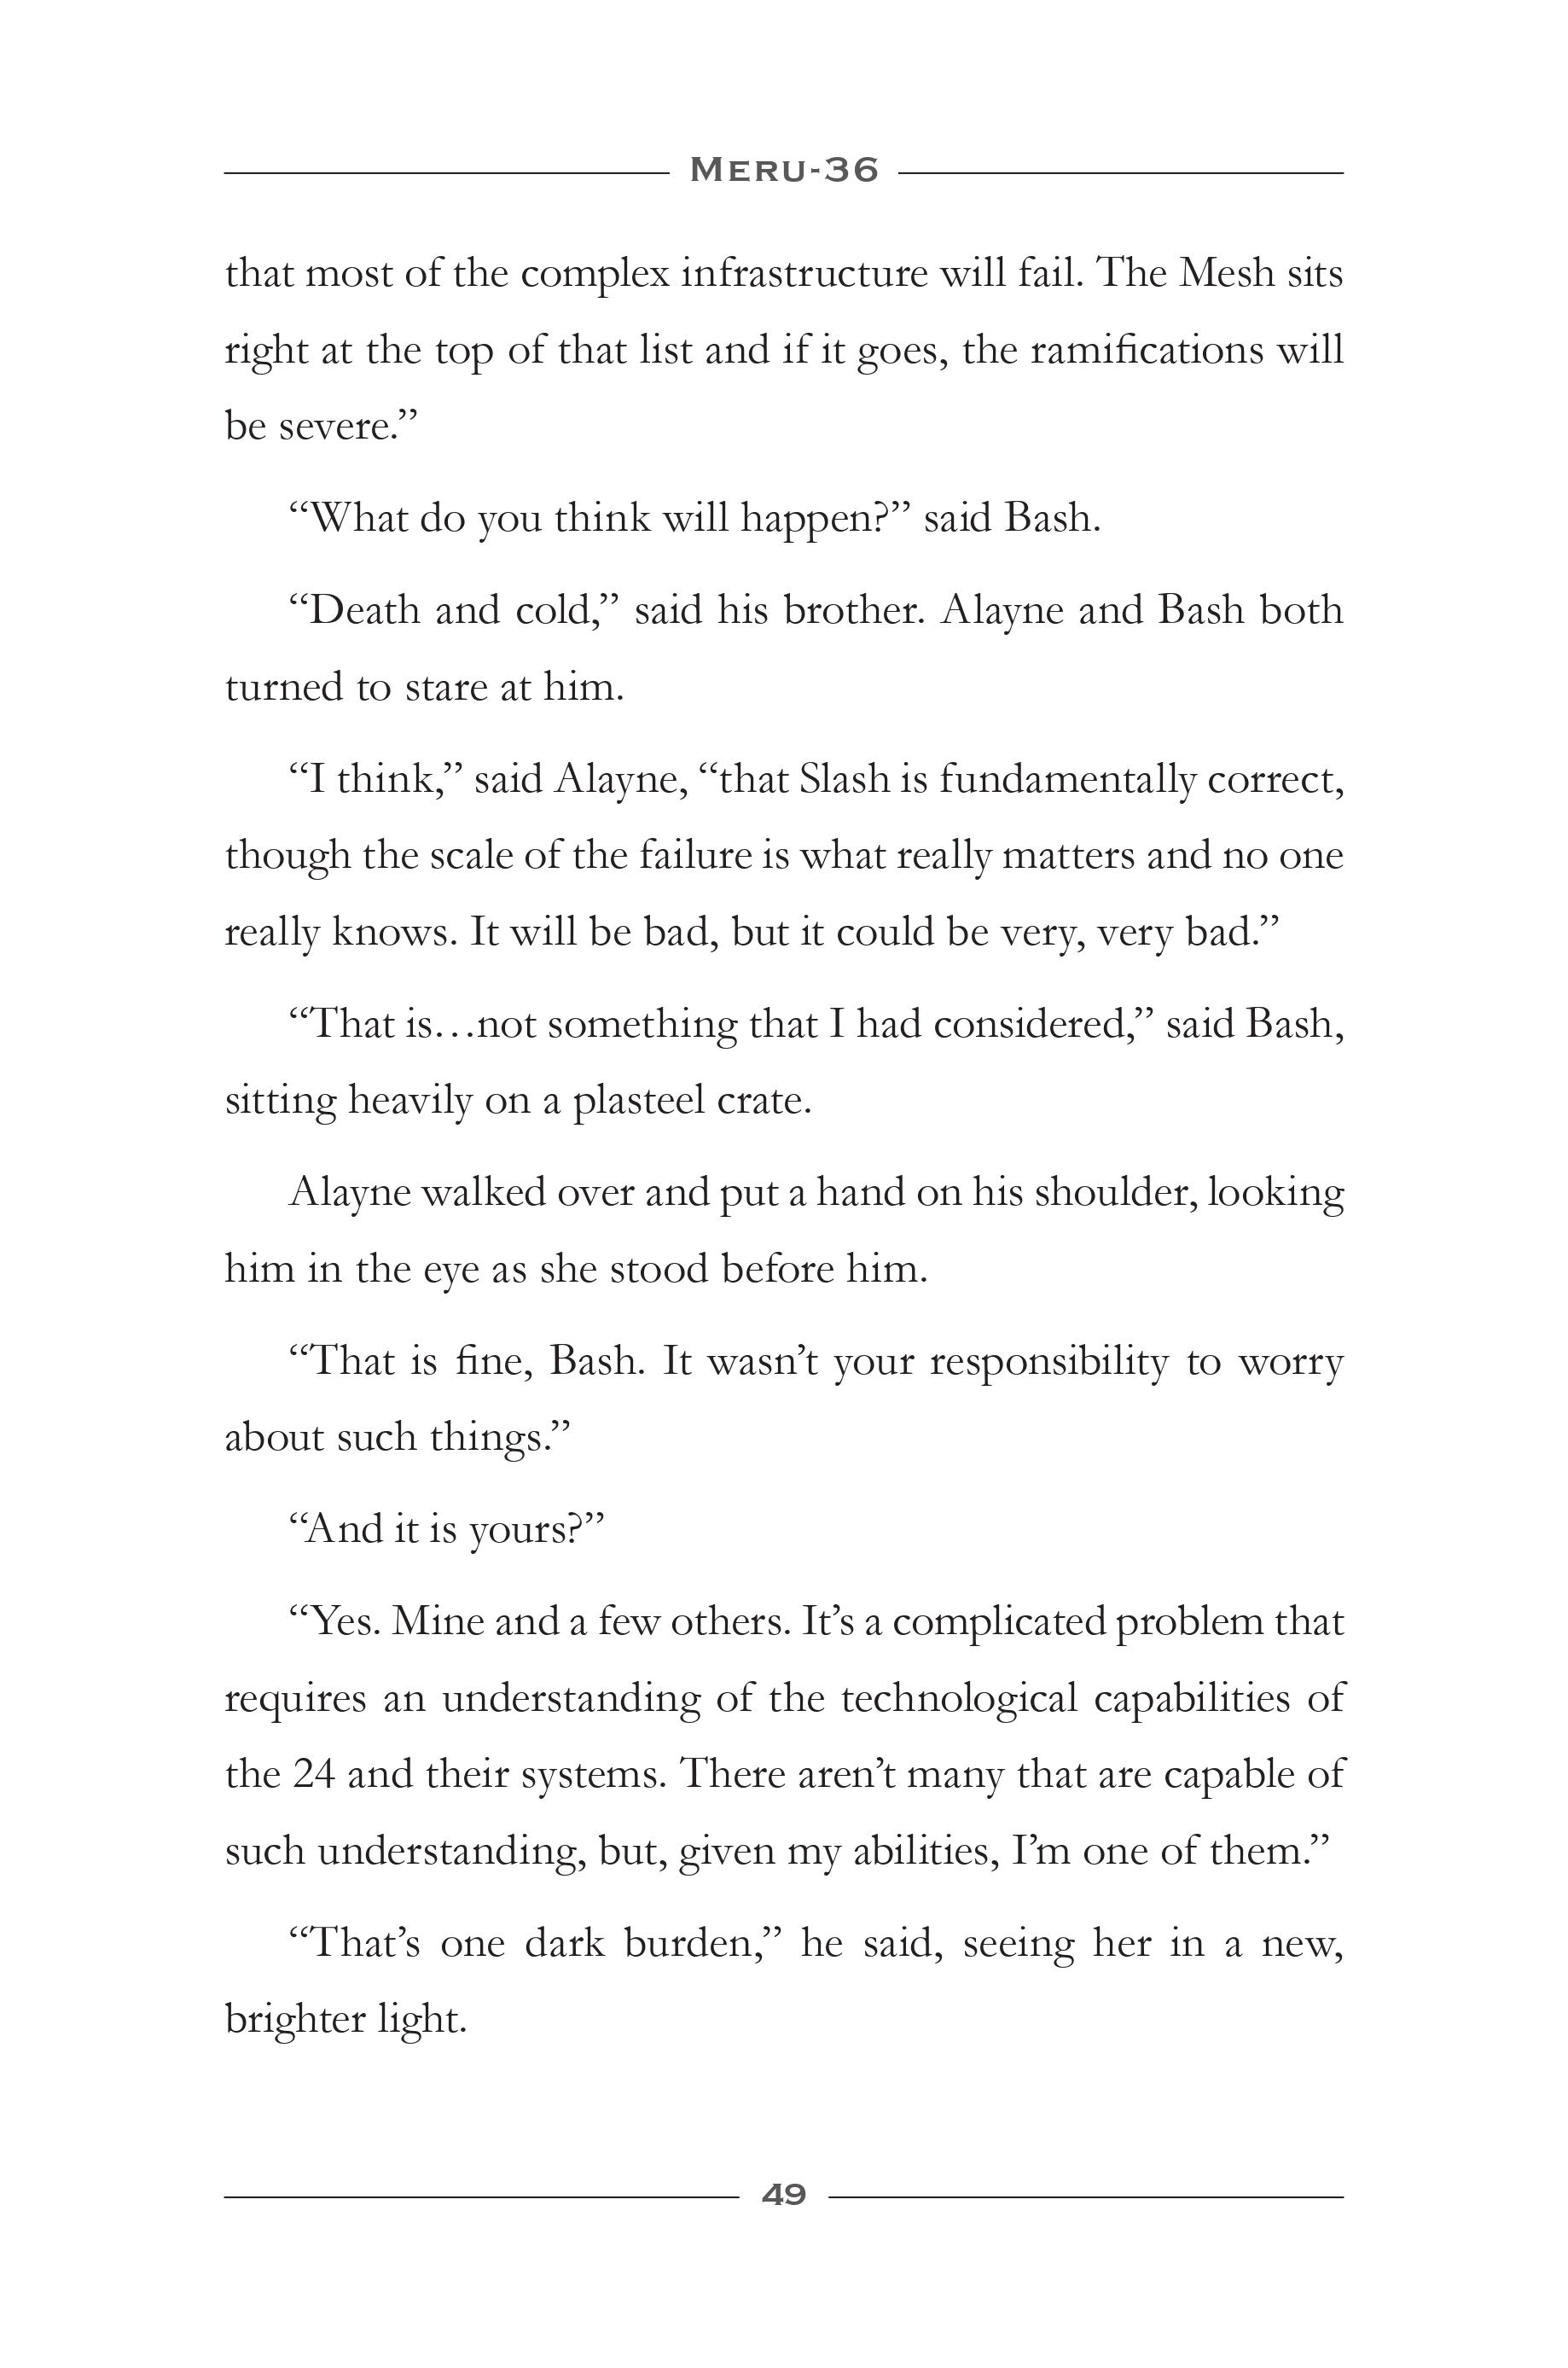 Meru-36
that most of the complex infrastructure will fail. The Mesh sits
right at the top of that list and if it goes, the ramifications will
be severe.”
“What do you think will happen?” said Bash.
“Death and cold,” said his brother. Alayne and Bash both
turned to stare at him.
“I think,” said Alayne, “that Slash is fundamentally correct,
though the scale of the failure is what really matters and no one
really knows. It will be bad, but it could be very, very bad.”
“That is…not something that I had considered,” said Bash,
sitting heavily on a plasteel crate.
Alayne walked over and put a hand on his shoulder, looking
him in the eye as she stood before him.
“That is fine, Bash. It wasn’t your responsibility to worry
about such things.”
“And it is yours?”
“Yes. Mine and a few others. It’s a complicated problem that
requires an understanding of the technological capabilities of
the 24 and their systems. There aren’t many that are capable of
such understanding, but, given my abilities, I’m one of them.”
“That’s one dark burden,” he said, seeing her in a new,
brighter light.
49